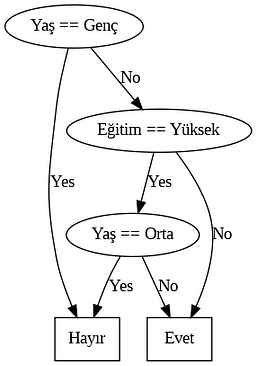 Yaş == Genç
No
Eğitim == Yüksek
Yes
Yes
No
Yaş == Orta
Yes
No
Hayır
Evet